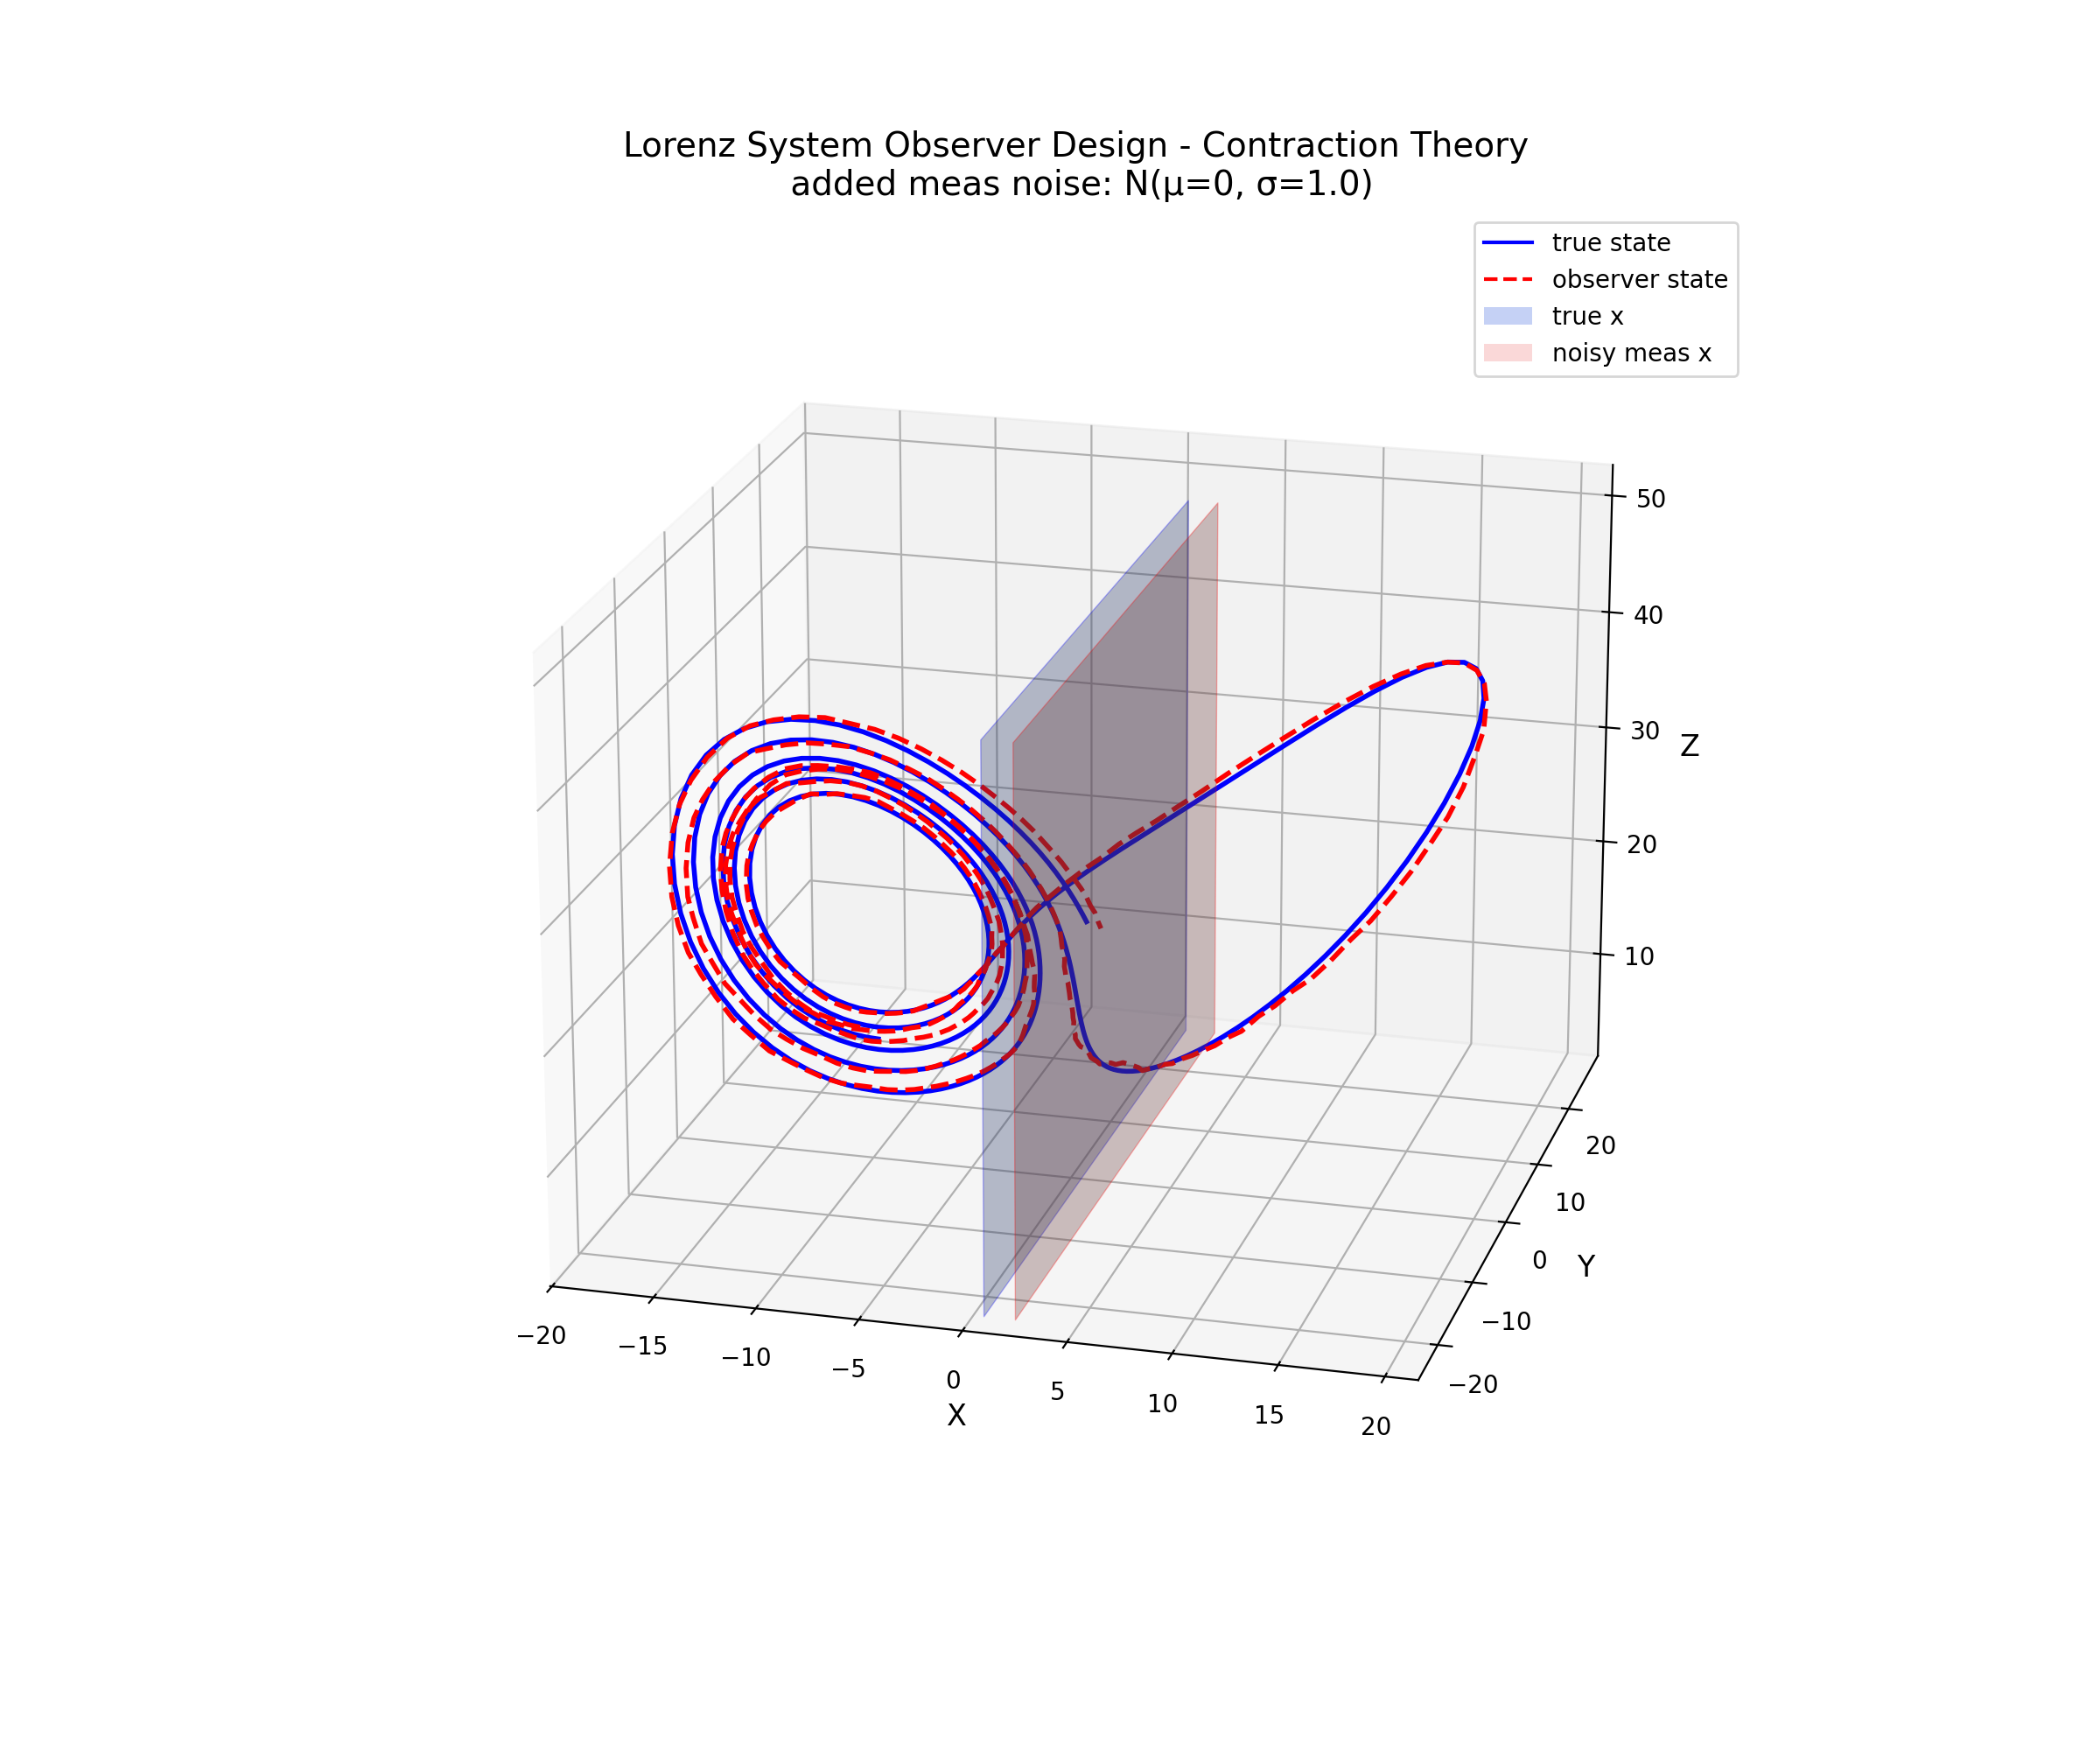 Lorenz System Observer Design - Contraction Theory
added meas noise: N(μ=0, σ=1.0)
true state
observer state
true x
noisy meas x
50
40
30
Z
20
10
20
10
0
Y
−10
−20
−20
−15
−10
−5
0
5
10
15
20
X